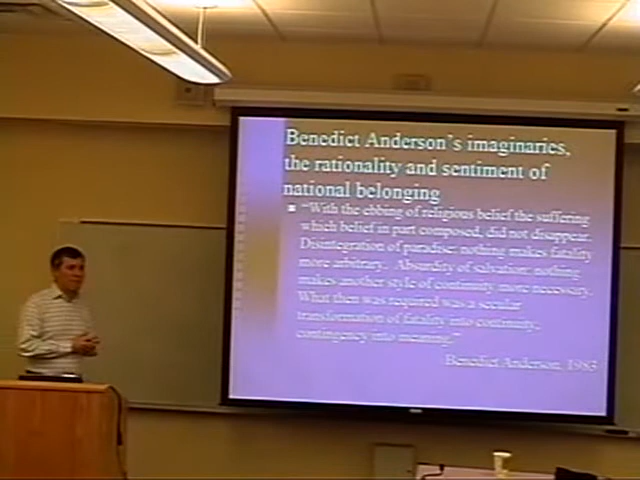 Benedict Anderson's imaginaries,
the rationality and sentiment of
national belonging
"With the ebbing of religious belief the suffering
which belief in part composed, did not disappear.
Disintegration of paradise: nothing makes fatality
more arbitrary. Absurdity of salvation: nothing
makes another style of continuity more necessary.
What then was required was a secular
transformation of fatality into continuity,
contingency into meaning."
Benedict Anderson, 1983